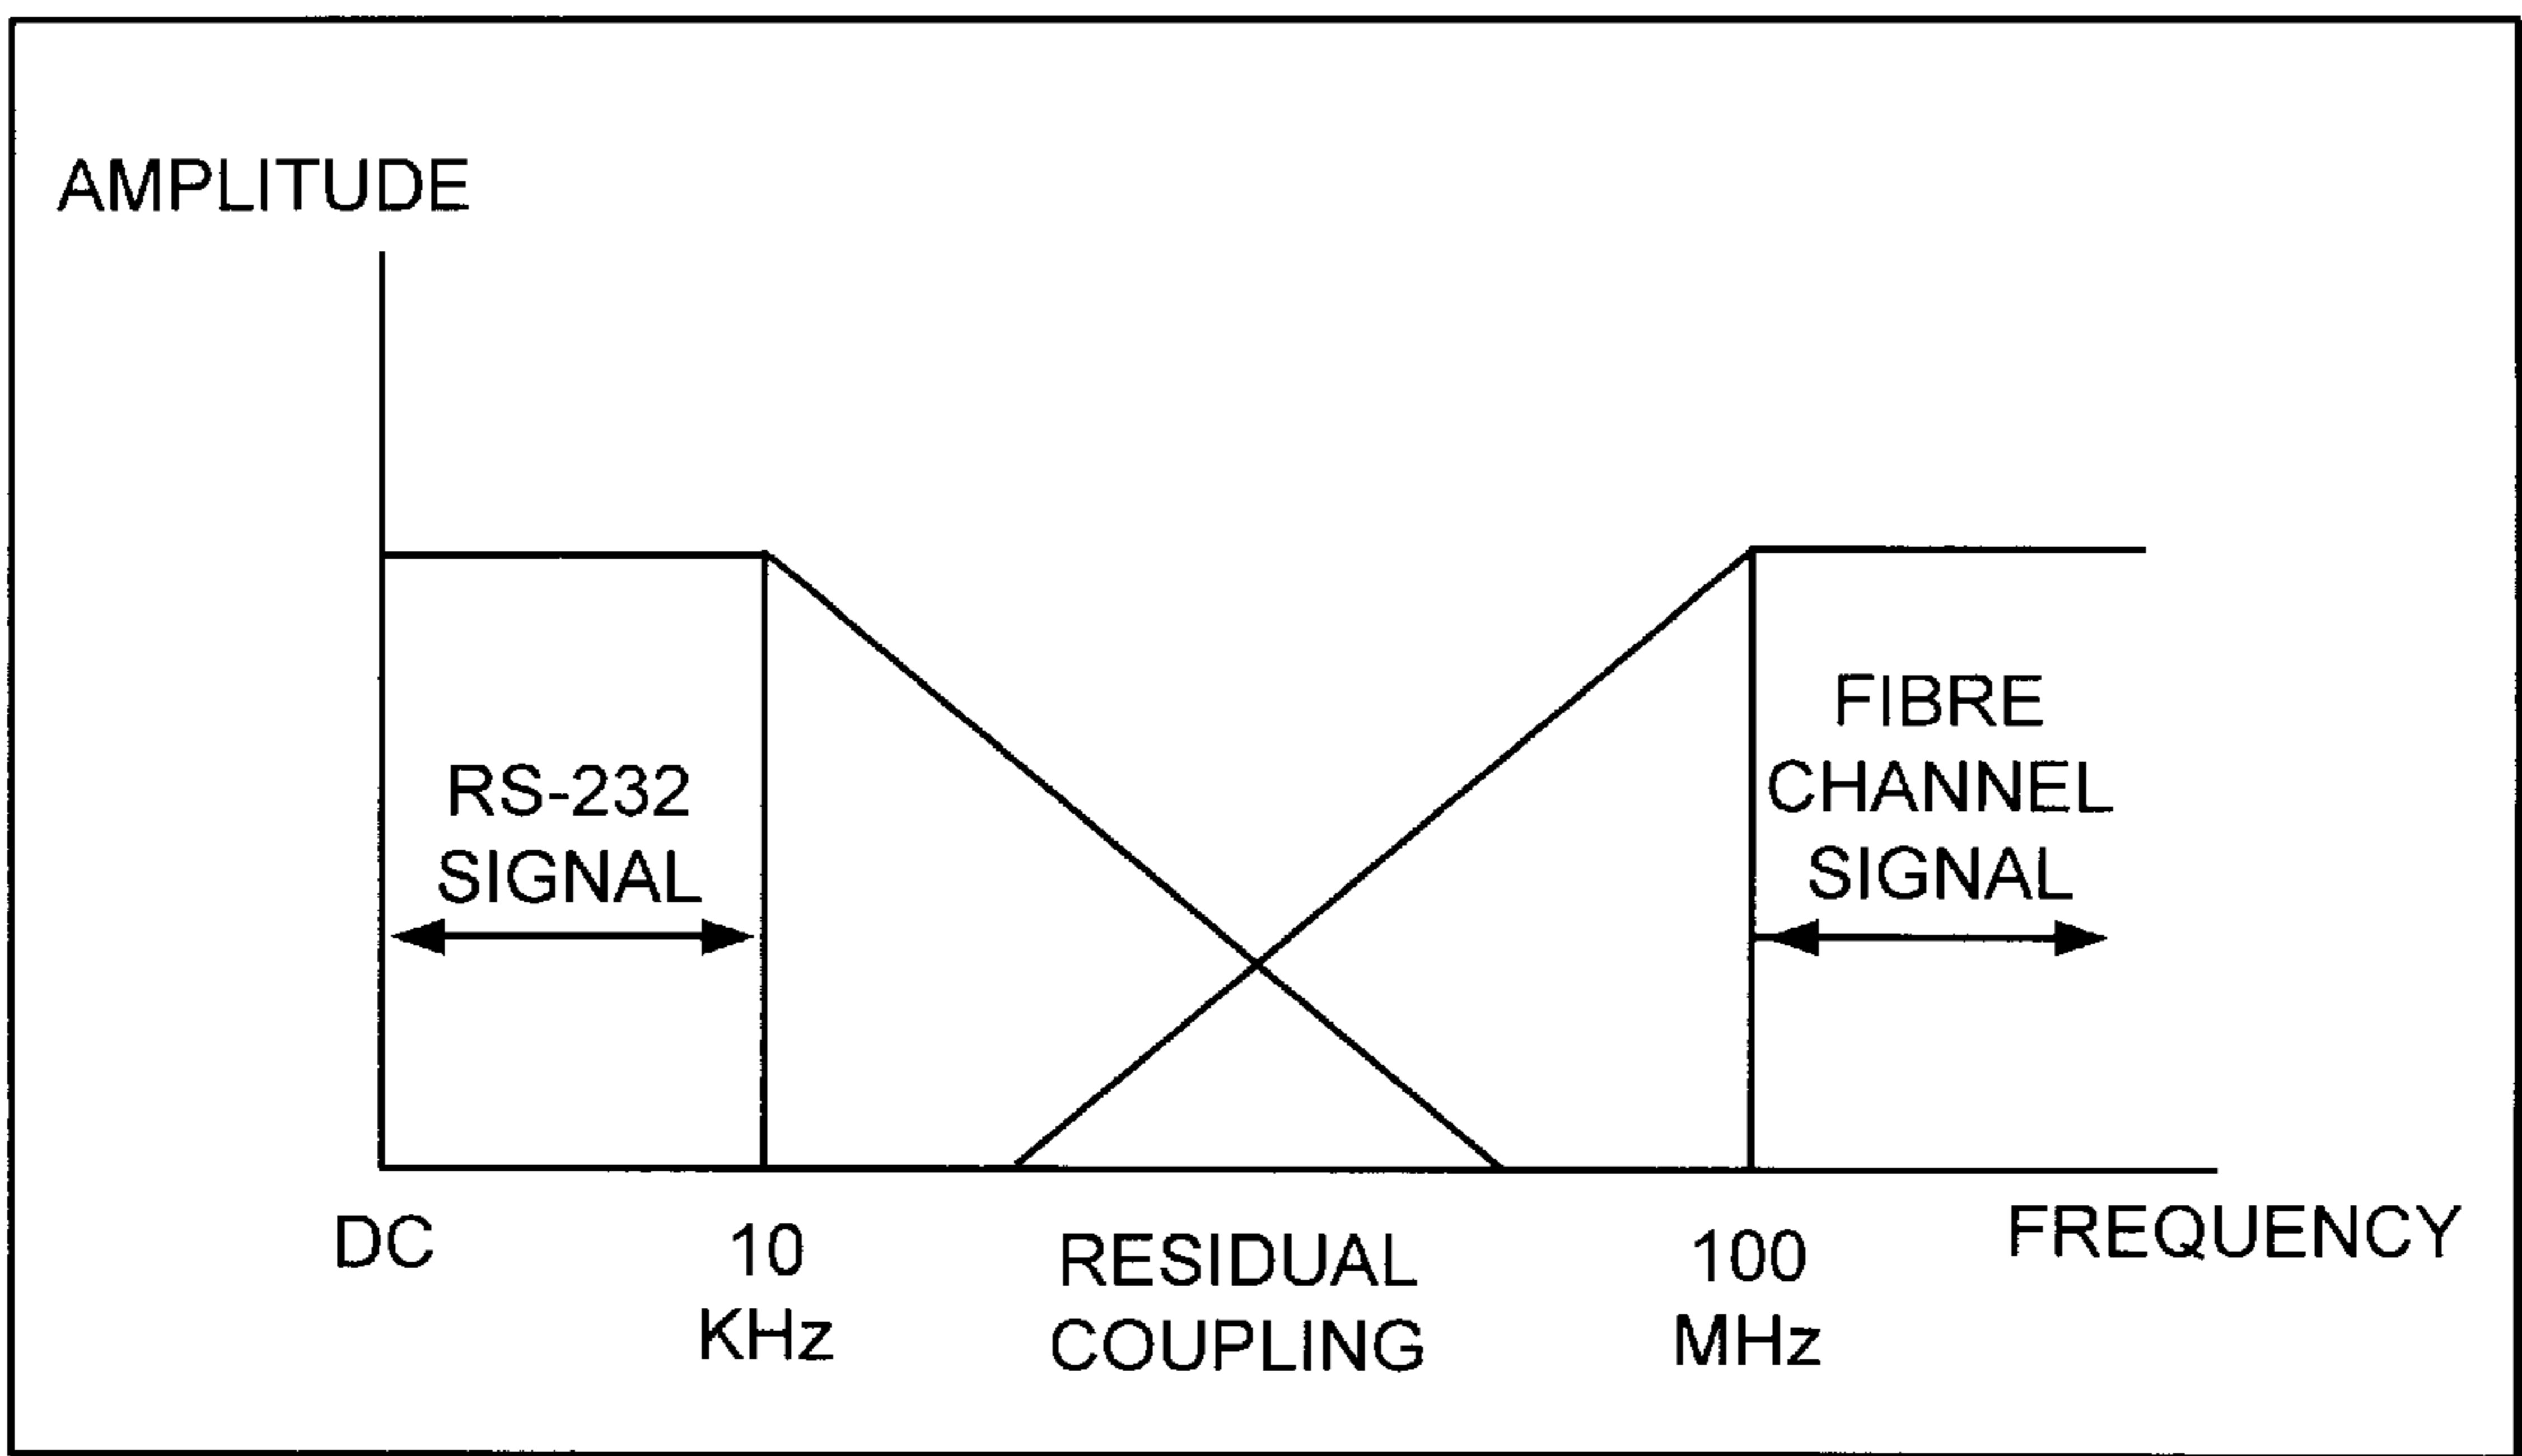 AMPLITUDE
RS-232
SIGNAL
FIBRE
CHANNEL
SIGNAL
DC
10
KHz
RESIDUAL
COUPLING
100
MHz
FREQUENCY